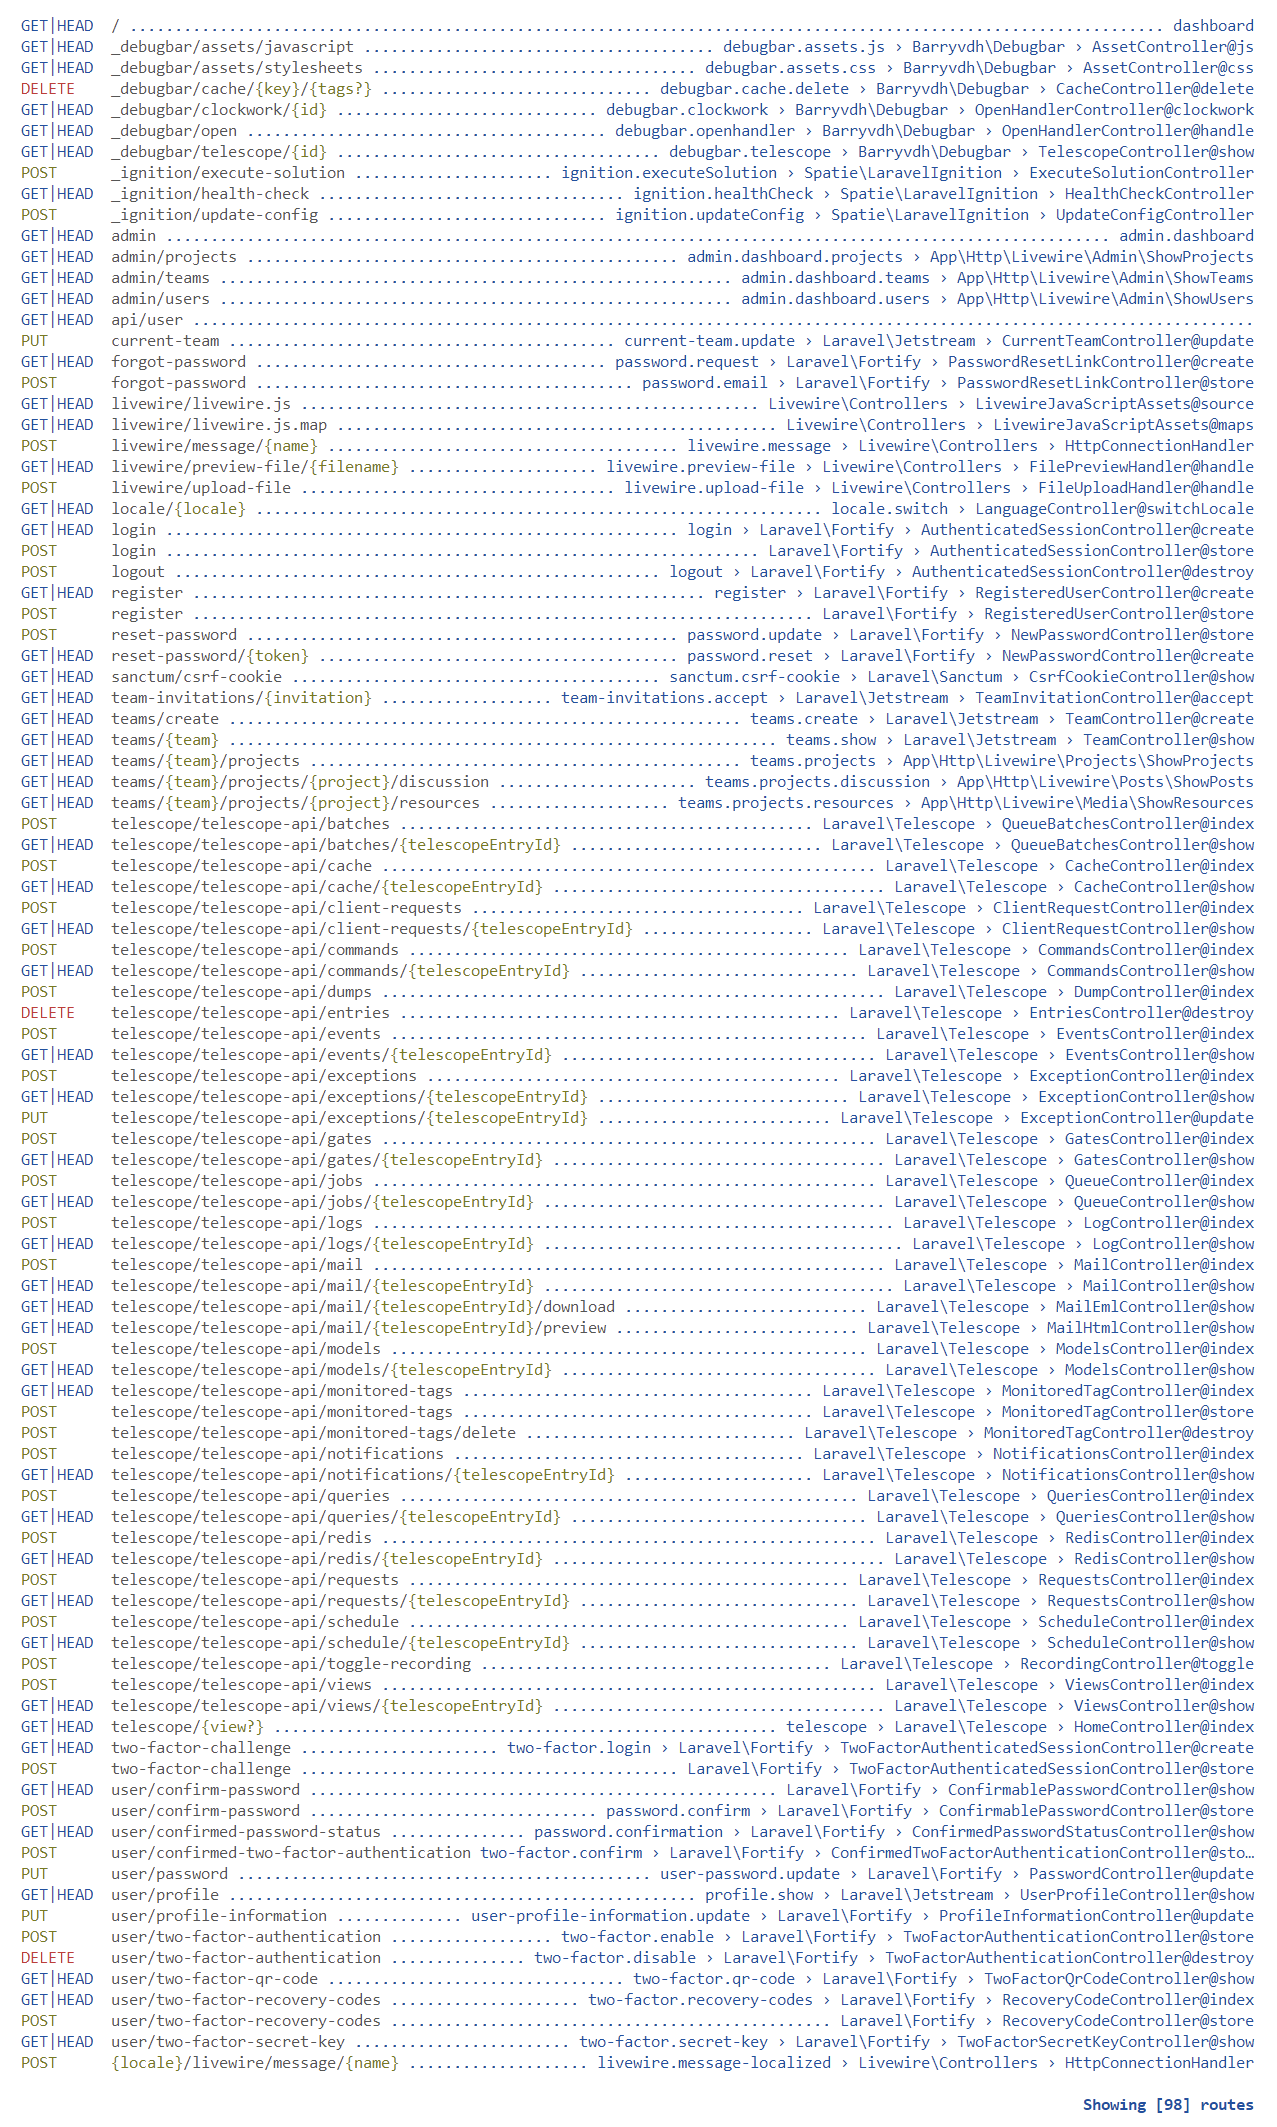 GET|HEAD / ................................................................................................................... dashboard
GET|HEAD _debugbar/assets/javascript ....................................... debugbar.assets.js › Barryvdh\Debugbar › AssetController@js
GET|HEAD _debugbar/assets/stylesheets .................................... debugbar.assets.css › Barryvdh\Debugbar › AssetController@css
DELETE _debugbar/cache/{key}/{tags?} .............................. debugbar.cache.delete › Barryvdh\Debugbar › CacheController@delete
GET|HEAD _debugbar/clockwork/{id} ............................. debugbar.clockwork › Barryvdh\Debugbar › OpenHandlerController@clockwork
GET|HEAD _debugbar/open ......................................... debugbar.openhandler › Barryvdh\Debugbar › OpenHandlerController@handle
GET|HEAD _debugbar/telescope/{id} .................................... debugbar.telescope › Barryvdh\Debugbar › TelescopeController@show
POST _ignition/execute-solution ...................... ignition.executeSolution › Spatie\LaravelIgnition › ExecuteSolutionController
GET|HEAD _ignition/health-check .................................. ignition.healthCheck › Spatie\LaravelIgnition › HealthCheckController
POST _ignition/update-config ............................... ignition.updateConfig › Spatie\LaravelIgnition › UpdateConfigController
GET|HEAD admin ......................................................................................................... admin.dashboard
GET|HEAD admin/projects ................................................ admin.dashboard.projects › App\Http\Livewire\Admin\ShowProjects
GET|HEAD admin/teams ......................................................... admin.dashboard.teams › App\Http\Livewire\Admin\ShowTeams
GET|HEAD admin/users ......................................................... admin.dashboard.users › App\Http\Livewire\Admin\ShowUsers
GET|HEAD api/user ......................................................................................................................
PUT current-team ........................................... current-team.update › Laravel\Jetstream › CurrentTeamController@update
GET|HEAD forgot-password ....................................... password.request › Laravel\Fortify › PasswordResetLinkController@create
POST forgot-password .......................................... password.email › Laravel\Fortify › PasswordResetLinkController@store
GET|HEAD livewire/livewire.js ................................................... Livewire\Controllers › LivewireJavaScriptAssets@source
GET|HEAD livewire/livewire.js.map ................................................. Livewire\Controllers › LivewireJavaScriptAssets@maps
POST livewire/message/{name} ........................................ livewire.message › Livewire\Controllers › HttpConnectionHandler
GET|HEAD livewire/preview-file/{filename} ..................... livewire.preview-file › Livewire\Controllers › FilePreviewHandler@handle
POST livewire/upload-file ................................... livewire.upload-file › Livewire\Controllers › FileUploadHandler@handle
GET|HEAD locale/{locale} ............................................................... locale.switch › LanguageController@switchLocale
GET|HEAD login ......................................................... login › Laravel\Fortify › AuthenticatedSessionController@create
POST login .................................................................. Laravel\Fortify › AuthenticatedSessionController@store
POST logout ...................................................... logout › Laravel\Fortify › AuthenticatedSessionController@destroy
GET|HEAD register ......................................................... register › Laravel\Fortify › RegisteredUserController@create
POST register ..................................................................... Laravel\Fortify › RegisteredUserController@store
POST reset-password ................................................ password.update › Laravel\Fortify › NewPasswordController@store
GET|HEAD reset-password/{token} ........................................ password.reset › Laravel\Fortify › NewPasswordController@create
GET|HEAD sanctum/csrf-cookie ......................................... sanctum.csrf-cookie › Laravel\Sanctum › CsrfCookieController@show
GET|HEAD team-invitations/{invitation} ................... team-invitations.accept › Laravel\Jetstream › TeamInvitationController@accept
GET|HEAD teams/create ......................................................... teams.create › Laravel\Jetstream › TeamController@create
GET|HEAD teams/{team} ............................................................. teams.show › Laravel\Jetstream › TeamController@show
GET|HEAD teams/{team}/projects ................................................ teams.projects › App\Http\Livewire\Projects\ShowProjects
GET|HEAD teams/{team}/projects/{project}/discussion ...................... teams.projects.discussion › App\Http\Livewire\Posts\ShowPosts
GET|HEAD teams/{team}/projects/{project}/resources .................... teams.projects.resources › App\Http\Livewire\Media\ShowResources
POST telescope/telescope-api/batches .............................................. Laravel\Telescope › QueueBatchesController@index
GET|HEAD telescope/telescope-api/batches/{telescopeEntryId} ............................ Laravel\Telescope › QueueBatchesController@show
POST telescope/telescope-api/cache ........................................................ Laravel\Telescope › CacheController@index
GET|HEAD telescope/telescope-api/cache/{telescopeEntryId} ..................................... Laravel\Telescope › CacheController@show
POST telescope/telescope-api/client-requests ..................................... Laravel\Telescope › ClientRequestController@index
GET|HEAD telescope/telescope-api/client-requests/{telescopeEntryId} ................... Laravel\Telescope › ClientRequestController@show
POST telescope/telescope-api/commands ................................................. Laravel\Telescope › CommandsController@index
GET|HEAD telescope/telescope-api/commands/{telescopeEntryId} ............................... Laravel\Telescope › CommandsController@show
POST telescope/telescope-api/dumps ........................................................ Laravel\Telescope › DumpController@index
DELETE telescope/telescope-api/entries ................................................. Laravel\Telescope › EntriesController@destroy
POST telescope/telescope-api/events ..................................................... Laravel\Telescope › EventsController@index
GET|HEAD telescope/telescope-api/events/{telescopeEntryId} ................................... Laravel\Telescope › EventsController@show
POST telescope/telescope-api/exceptions .............................................. Laravel\Telescope › ExceptionController@index
GET|HEAD telescope/telescope-api/exceptions/{telescopeEntryId} ............................ Laravel\Telescope › ExceptionController@show
PUT telescope/telescope-api/exceptions/{telescopeEntryId} .......................... Laravel\Telescope › ExceptionController@update
POST telescope/telescope-api/gates ....................................................... Laravel\Telescope › GatesController@index
GET|HEAD telescope/telescope-api/gates/{telescopeEntryId} ..................................... Laravel\Telescope › GatesController@show
POST telescope/telescope-api/jobs ........................................................ Laravel\Telescope › QueueController@index
GET|HEAD telescope/telescope-api/jobs/{telescopeEntryId} ...................................... Laravel\Telescope › QueueController@show
POST telescope/telescope-api/logs .......................................................... Laravel\Telescope › LogController@index
GET|HEAD telescope/telescope-api/logs/{telescopeEntryId} ........................................ Laravel\Telescope › LogController@show
POST telescope/telescope-api/mail ......................................................... Laravel\Telescope › MailController@index
GET|HEAD telescope/telescope-api/mail/{telescopeEntryId} ....................................... Laravel\Telescope › MailController@show
GET|HEAD telescope/telescope-api/mail/{telescopeEntryId}/download ........................... Laravel\Telescope › MailEmlController@show
GET|HEAD telescope/telescope-api/mail/{telescopeEntryId}/preview ........................... Laravel\Telescope › MailHtmlController@show
POST telescope/telescope-api/models ..................................................... Laravel\Telescope › ModelsController@index
GET|HEAD telescope/telescope-api/models/{telescopeEntryId} ................................... Laravel\Telescope › ModelsController@show
GET|HEAD telescope/telescope-api/monitored-tags ....................................... Laravel\Telescope › MonitoredTagController@index
POST telescope/telescope-api/monitored-tags ....................................... Laravel\Telescope › MonitoredTagController@store
POST telescope/telescope-api/monitored-tags/delete .............................. Laravel\Telescope › MonitoredTagController@destroy
POST telescope/telescope-api/notifications ....................................... Laravel\Telescope › NotificationsController@index
GET|HEAD telescope/telescope-api/notifications/{telescopeEntryId} ..................... Laravel\Telescope › NotificationsController@show
POST telescope/telescope-api/queries ................................................... Laravel\Telescope › QueriesController@index
GET|HEAD telescope/telescope-api/queries/{telescopeEntryId} ................................. Laravel\Telescope › QueriesController@show
POST telescope/telescope-api/redis ....................................................... Laravel\Telescope › RedisController@index
GET|HEAD telescope/telescope-api/redis/{telescopeEntryId} ..................................... Laravel\Telescope › RedisController@show
POST telescope/telescope-api/requests ................................................. Laravel\Telescope › RequestsController@index
GET|HEAD telescope/telescope-api/requests/{telescopeEntryId} ............................... Laravel\Telescope › RequestsController@show
POST telescope/telescope-api/schedule ................................................. Laravel\Telescope › ScheduleController@index
GET|HEAD telescope/telescope-api/schedule/{telescopeEntryId} ............................... Laravel\Telescope › ScheduleController@show
POST telescope/telescope-api/toggle-recording ....................................... Laravel\Telescope › RecordingController@toggle
POST telescope/telescope-api/views ....................................................... Laravel\Telescope › ViewsController@index
GET|HEAD telescope/telescope-api/views/{telescopeEntryId} ..................................... Laravel\Telescope › ViewsController@show
GET|HEAD telescope/{view?} ........................................................ telescope › Laravel\Telescope › HomeController@index
GET|HEAD two-factor-challenge ...................... two-factor.login › Laravel\Fortify › TwoFactorAuthenticatedSessionController@create
POST two-factor-challenge .......................................... Laravel\Fortify › TwoFactorAuthenticatedSessionController@store
GET|HEAD user/confirm-password .................................................... Laravel\Fortify › ConfirmablePasswordController@show
POST user/confirm-password ................................ password.confirm › Laravel\Fortify › ConfirmablePasswordController@store
GET|HEAD user/confirmed-password-status ............... password.confirmation › Laravel\Fortify › ConfirmedPasswordStatusController@show
POST user/confirmed-two-factor-authentication two-factor.confirm › Laravel\Fortify › ConfirmedTwoFactorAuthenticationController@sto…
PUT user/password .............................................. user-password.update › Laravel\Fortify › PasswordController@update
GET|HEAD user/profile .................................................... profile.show › Laravel\Jetstream › UserProfileController@show
PUT user/profile-information .............. user-profile-information.update › Laravel\Fortify › ProfileInformationController@update
POST user/two-factor-authentication .................. two-factor.enable › Laravel\Fortify › TwoFactorAuthenticationController@store
DELETE user/two-factor-authentication ............... two-factor.disable › Laravel\Fortify › TwoFactorAuthenticationController@destroy
GET|HEAD user/two-factor-qr-code ................................. two-factor.qr-code › Laravel\Fortify › TwoFactorQrCodeController@show
GET|HEAD user/two-factor-recovery-codes ..................... two-factor.recovery-codes › Laravel\Fortify › RecoveryCodeController@index
POST user/two-factor-recovery-codes ................................................. Laravel\Fortify › RecoveryCodeController@store
GET|HEAD user/two-factor-secret-key ........................ two-factor.secret-key › Laravel\Fortify › TwoFactorSecretKeyController@show
POST {locale}/livewire/message/{name} .................... livewire.message-localized › Livewire\Controllers › HttpConnectionHandler
Showing [98] routes